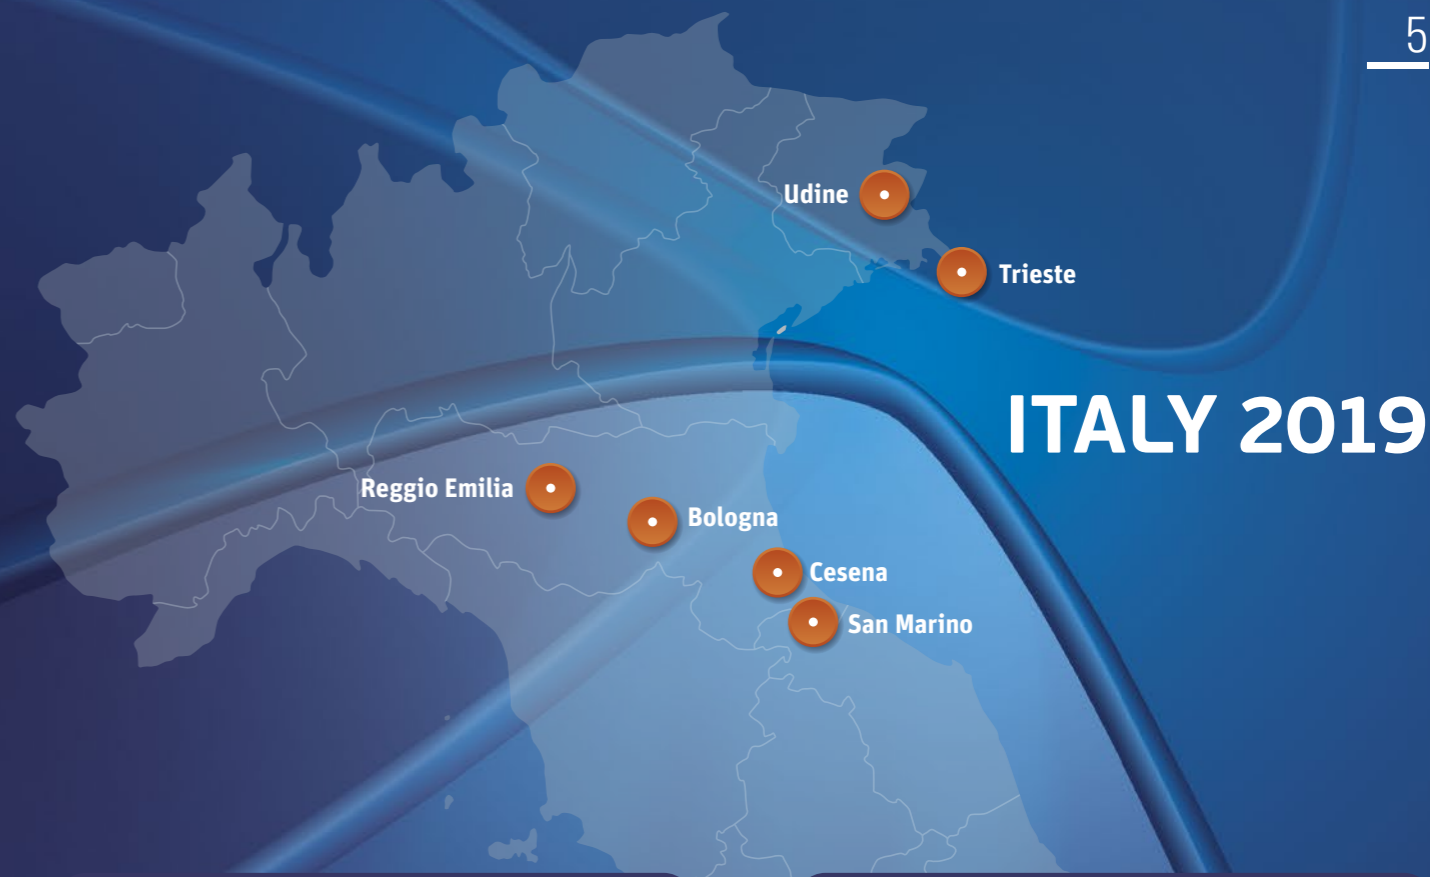 5
Udine
Trieste
ITALY 2019
Reggio Emilia
Bologna
Cesena
San Marino